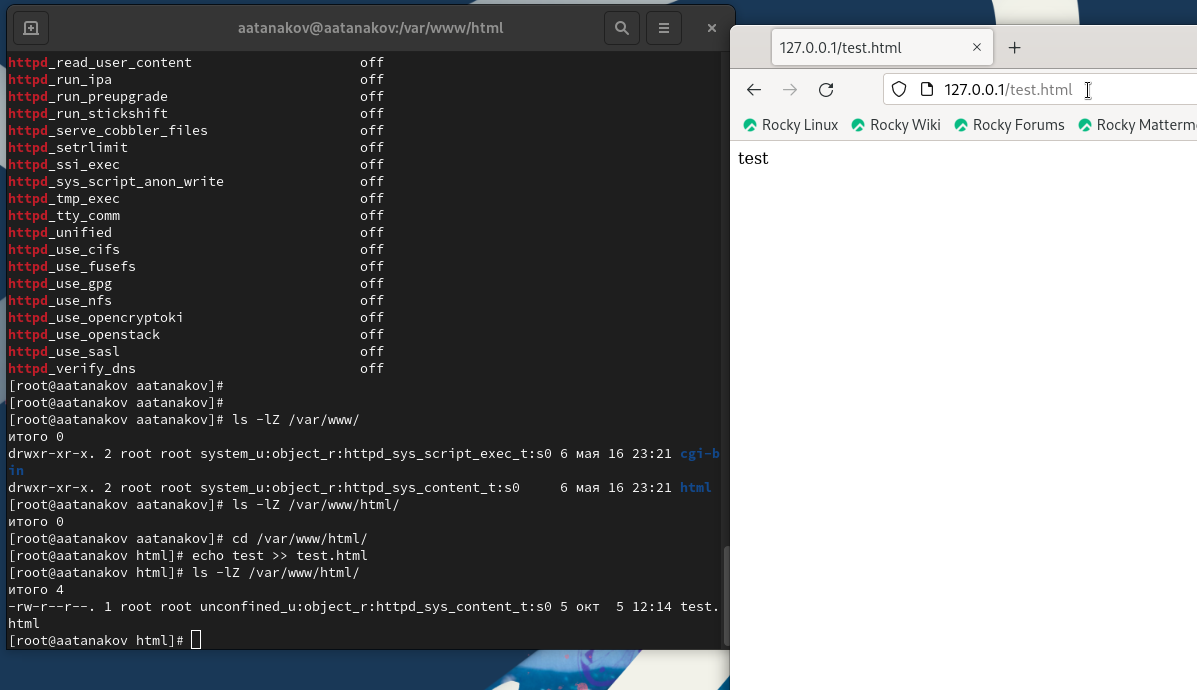 aatanakov@aatanakov:/var/www/html
httpd_read_user_content off
httpd_run_ipa off
httpd_run_preupgrade off
httpd_run_stickshift off
httpd_serve_cobbler_files off
httpd_setrlimit off
httpd_ssi_exec off
httpd_sys_script_anon_write off
httpd_tmp_exec off
httpd_tty_comm off
httpd_unified off
httpd_use_cifs off
httpd_use_fusefs off
httpd_use_gpg off
httpd_use_nfs off
httpd_use_opencryptoki off
httpd_use_openstack off
httpd_use_sasl off
httpd_verify_dns off
[root@aatanakov aatanakov]#
[root@aatanakov aatanakov]#
[root@aatanakov aatanakov]# ls -lZ /var/www/
итого 0
drwxr-xr-x. 2 root root system_u:object_r:httpd_sys_script_exec_t:s0 6 мая 16 23:21 cgi-b
in
drwxr-xr-x. 2 root root system_u:object_r:httpd_sys_content_t:s0 6 мая 16 23:21 html
[root@aatanakov aatanakov]# ls -lZ /var/www/html/
итого 0
[root@aatanakov aatanakov]# cd /var/www/html/
[root@aatanakov html]# echo test >> test.html
[root@aatanakov html]# ls -lZ /var/www/html/
итого 4
-rw-r--r--. 1 root root unconfined_u:object_r:httpd_sys_content_t:s0 5 окт 5 12:14 test.
html
[root@aatanakov html]#
127.0.0.1/test.html
127.0.0.1/test.html
Rocky Linux Rocky Wiki Rocky Forums Rocky Matterm
test